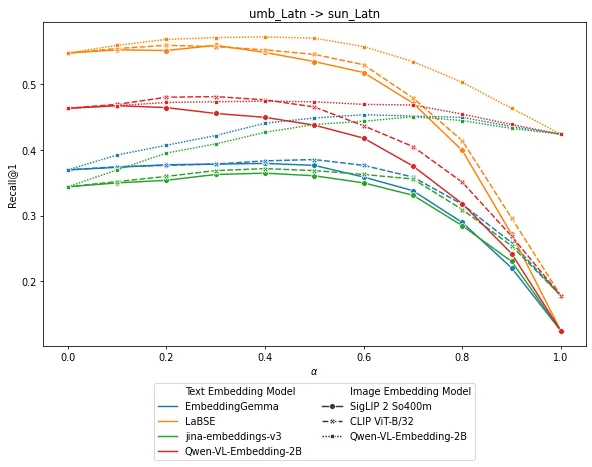 umb_Latn -> sun_Latn
Recall@1
0.5
0.4
0.3
0.2
0.0 0.2 0.4 0.6 0.8 1.0
α
Text Embedding Model Image Embedding Model
EmbeddingGemma SigLIP 2 So400m
LaBSE CLIP ViT-B/32
jina-embeddings-v3 Qwen-VL-Embedding-2B
Qwen-VL-Embedding-2B